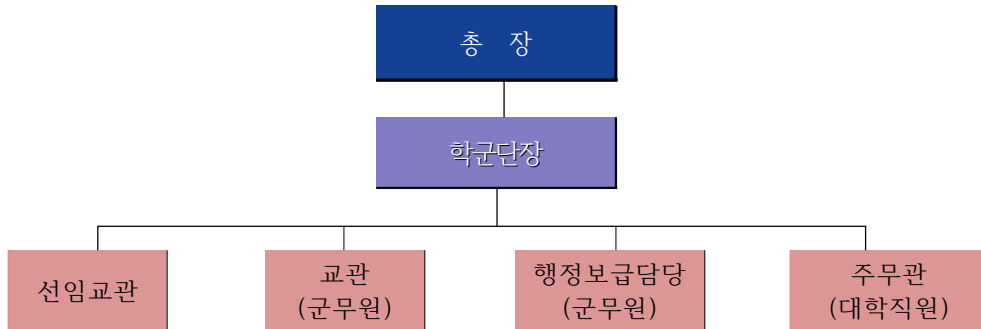 총 장
학군단장
선임교관
교관
(군무원)
행정보급담당
(군무원)
주무관
(대학직원)